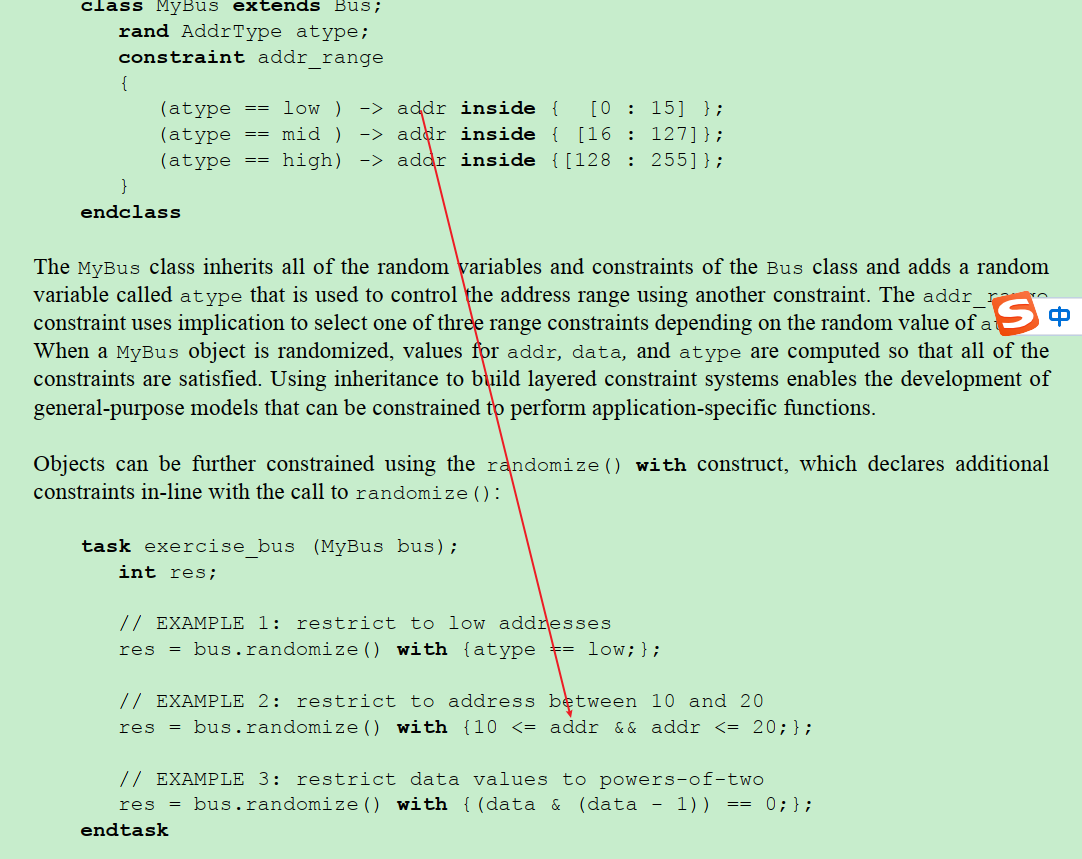 class MyBus extends Bus;
rand AddrType atype;
constraint addr_range
{
(atype == low ) -> addr inside { [0 : 15] };
(atype == mid ) -> addr inside { [16 : 127]};
(atype == high) -> addr inside {[128 : 255]};
}
endclass
The MyBus class inherits all of the random variables and constraints of the Bus class and adds a random
variable called atype that is used to control the address range using another constraint. The
constraint uses implication to select one of three range constraints depending on the random value of
When a MyBus object is randomized, values for addr, data, and atype are computed so that all of the
constraints are satisfied. Using inheritance to build layered constraint systems enables the development of
general-purpose models that can be constrained to perform application-specific functions.
Objects can be further constrained using the randomize() with construct, which declares additional
constraints in-line with the call to randomize():
task exercise_bus (MyBus bus);
int res;
// EXAMPLE 1: restrict to low addresses
res = bus.randomize() with {atype == low;};
// EXAMPLE 2: restrict to address between 10 and 20
res = bus.randomize() with {10 <= addr && addr <= 20;};
// EXAMPLE 3: restrict data values to powers-of-two
res = bus.randomize() with {(data & (data - 1)) == 0;};
endtask
S 中